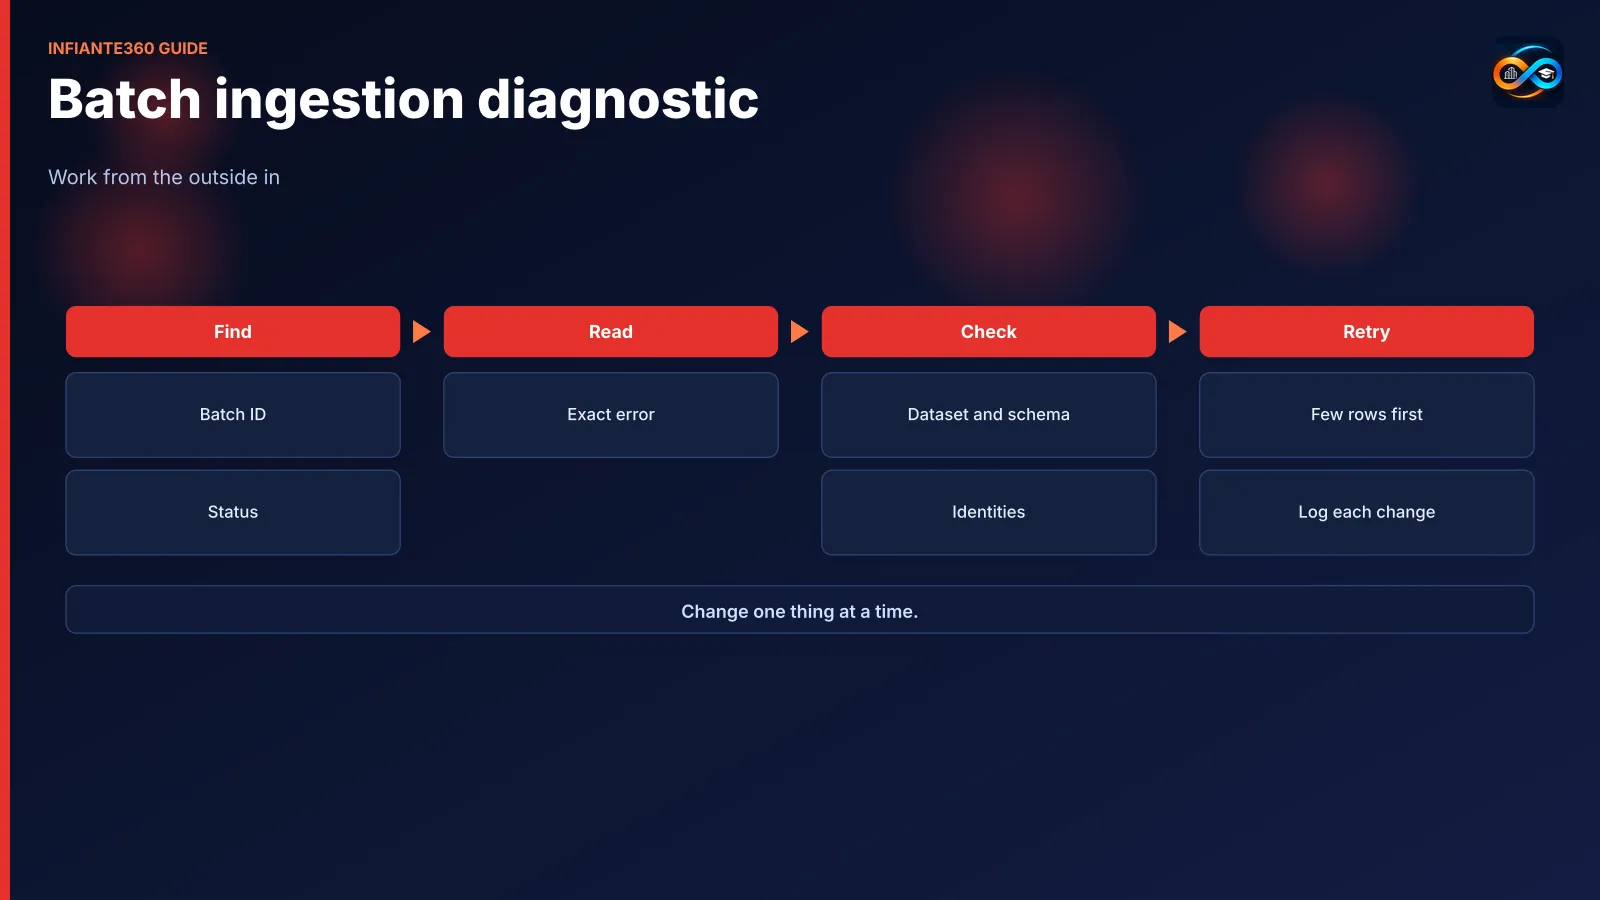 INFIANTE360 GUIDE
Batch ingestion diagnostic
Work from the outside in
Find
Read
Check
Retry
Batch ID
Exact error
Dataset and schema
Few rows first
Status
Identities
Log each change
Change one thing at a time.